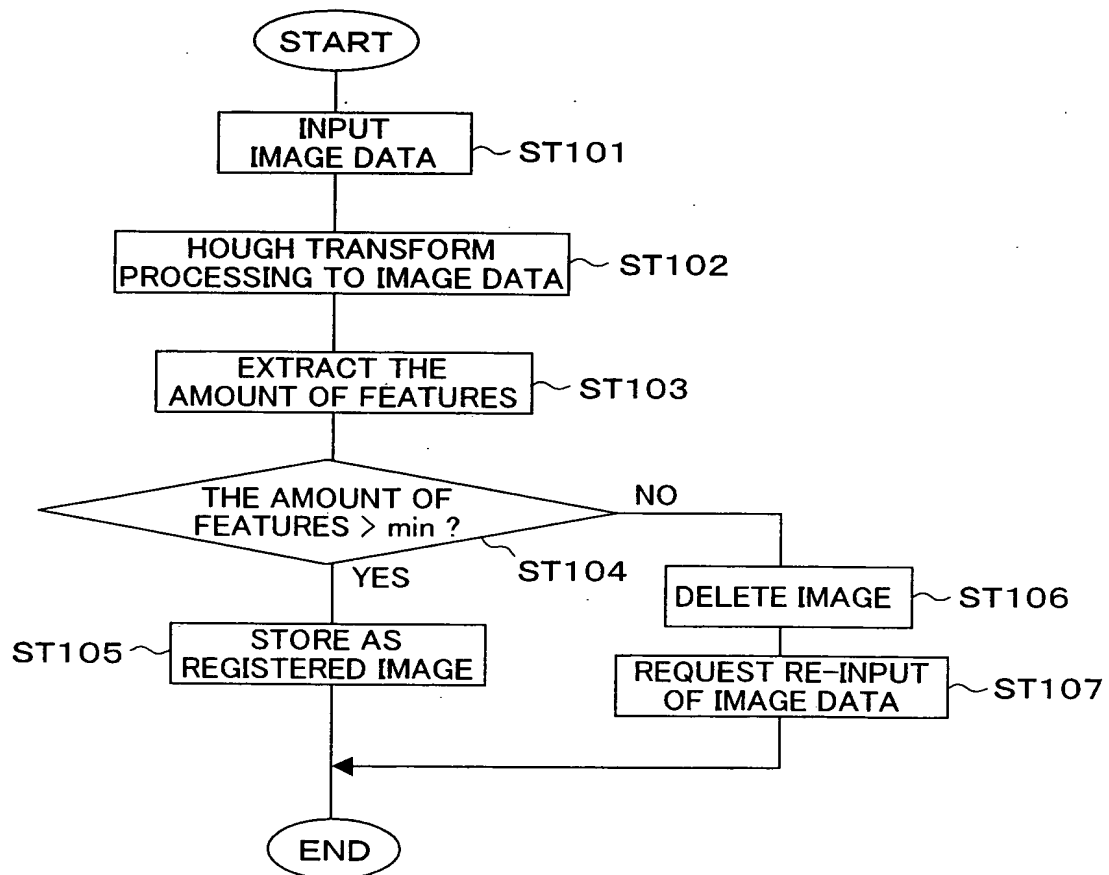 START
INPUT
IMAGE DATA
ST101
HOUGH TRANSFORM
PROCESSING TO IMAGE DATA
ST102
EXTRACT THE
AMOUNT OF FEATURES
ST103
THE AMOUNT OF
FEATURES > min ?
ST104
NO
YES
DELETE IMAGE
ST106
ST105
STORE AS
REGISTERED IMAGE
REQUEST RE-INPUT
OF IMAGE DATA
ST107
END